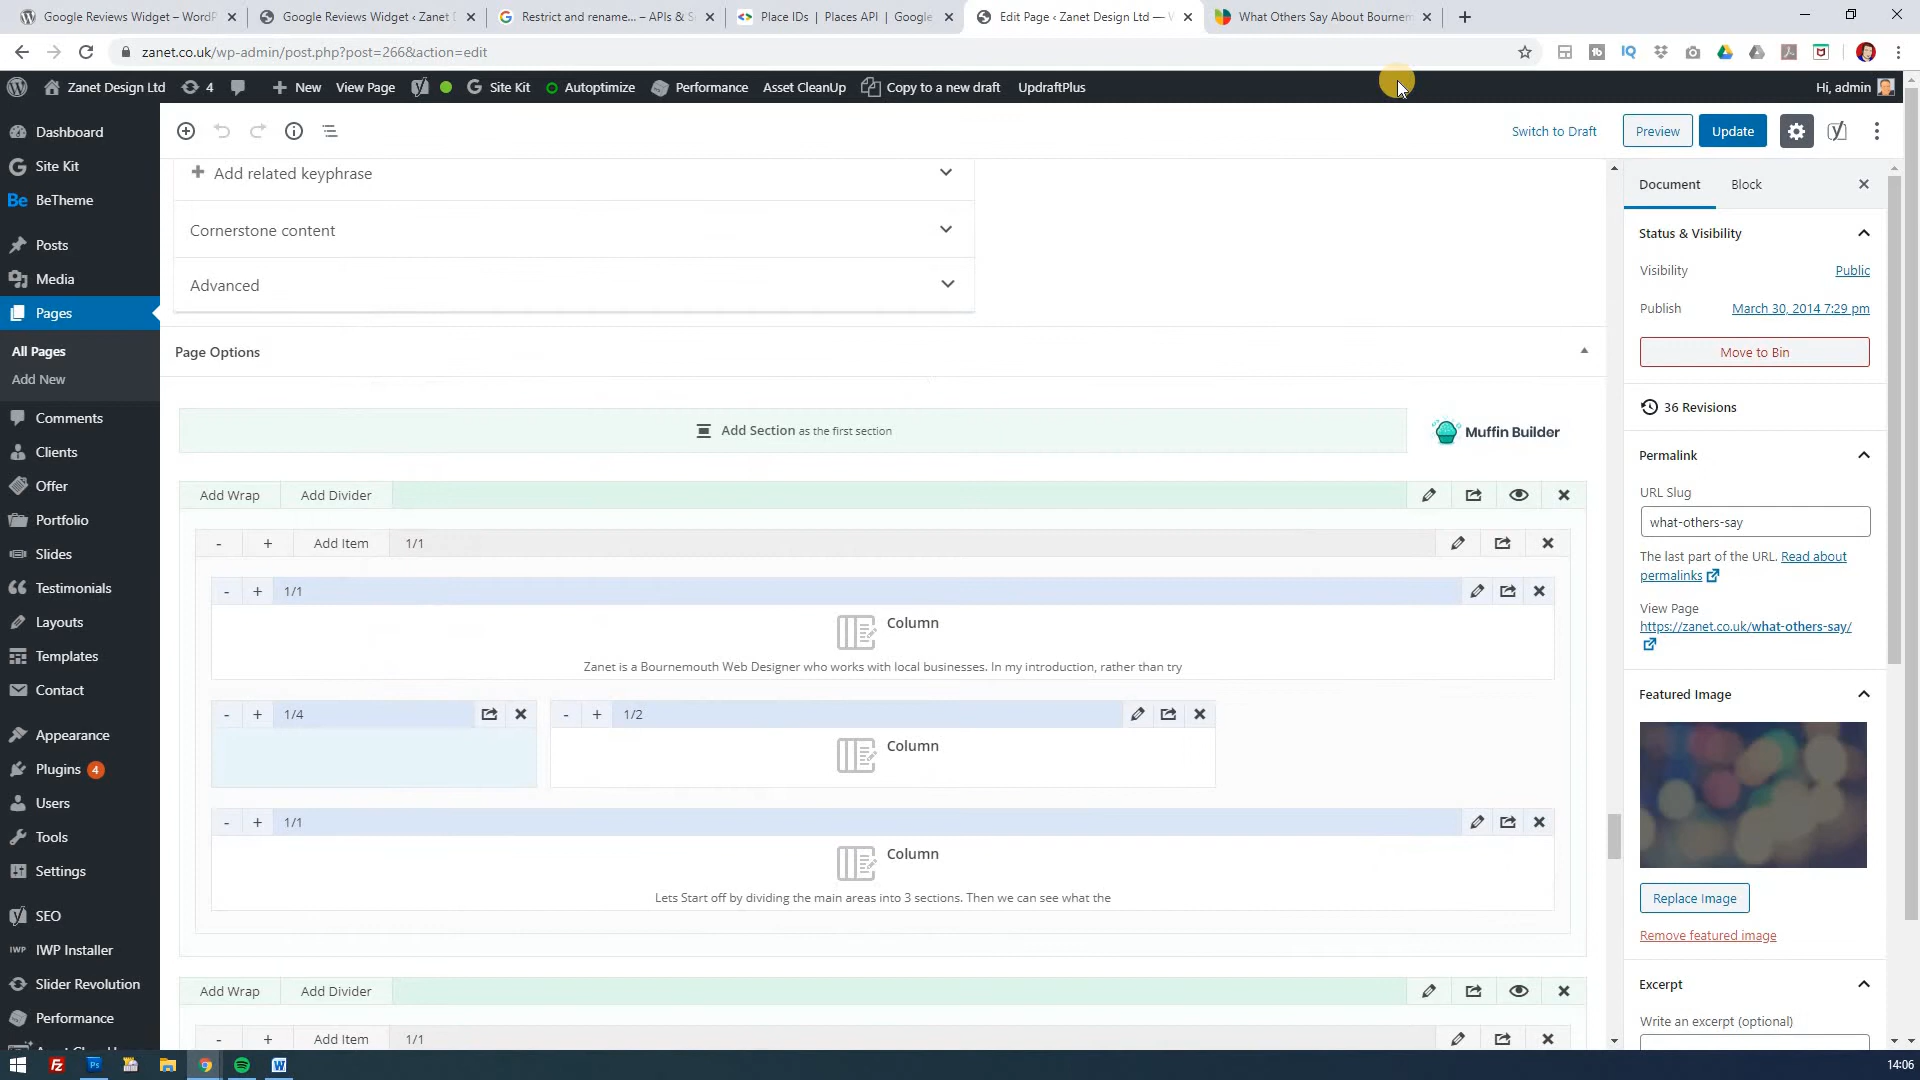 Google Reviews Widget – WordP
Google Reviews Widget ‹ Zanet D
Restrict and rename... – APIs & S
Place IDs | Places API | Google
Edit Page ‹ Zanet Design Ltd —
What Others Say About Bournem
zanet.co.uk/wp-admin/post.php?post=266&action=edit
Zanet Design Ltd
4
New
View Page
Site Kit
Autoptimize
Performance
Asset CleanUp
Copy to a new draft
UpdraftPlus
Hi, admin
Dashboard
Site Kit
BeTheme
Posts
Media
Pages
All Pages
Add New
Comments
Clients
Offer
Portfolio
Slides
Testimonials
Layouts
Templates
Contact
Appearance
Plugins 4
Users
Tools
Settings
SEO
IWP Installer
Slider Revolution
Performance
Switch to Draft
Preview
Update
Add related keyphrase
Cornerstone content
Advanced
Page Options
Add Section as the first section
Muffin Builder
Add Wrap
Add Divider
- + Add Item 1/1
- + 1/1
Column
Zanet is a Bournemouth Web Designer who works with local businesses. In my introduction, rather than try
- + 1/4
- + 1/2
Column
- + 1/1
Column
Lets Start off by dividing the main areas into 3 sections. Then we can see what the
Add Wrap
Add Divider
- + Add Item 1/1
Document
Block
Status & Visibility
Visibility
Public
Publish
March 30, 2014 7:29 pm
Move to Bin
36 Revisions
Permalink
URL Slug
what-others-say
The last part of the URL. Read about
permalinks
View Page
https://zanet.co.uk/what-others-say/
Featured Image
Replace Image
Remove featured image
Excerpt
Write an excerpt (optional)
14:06